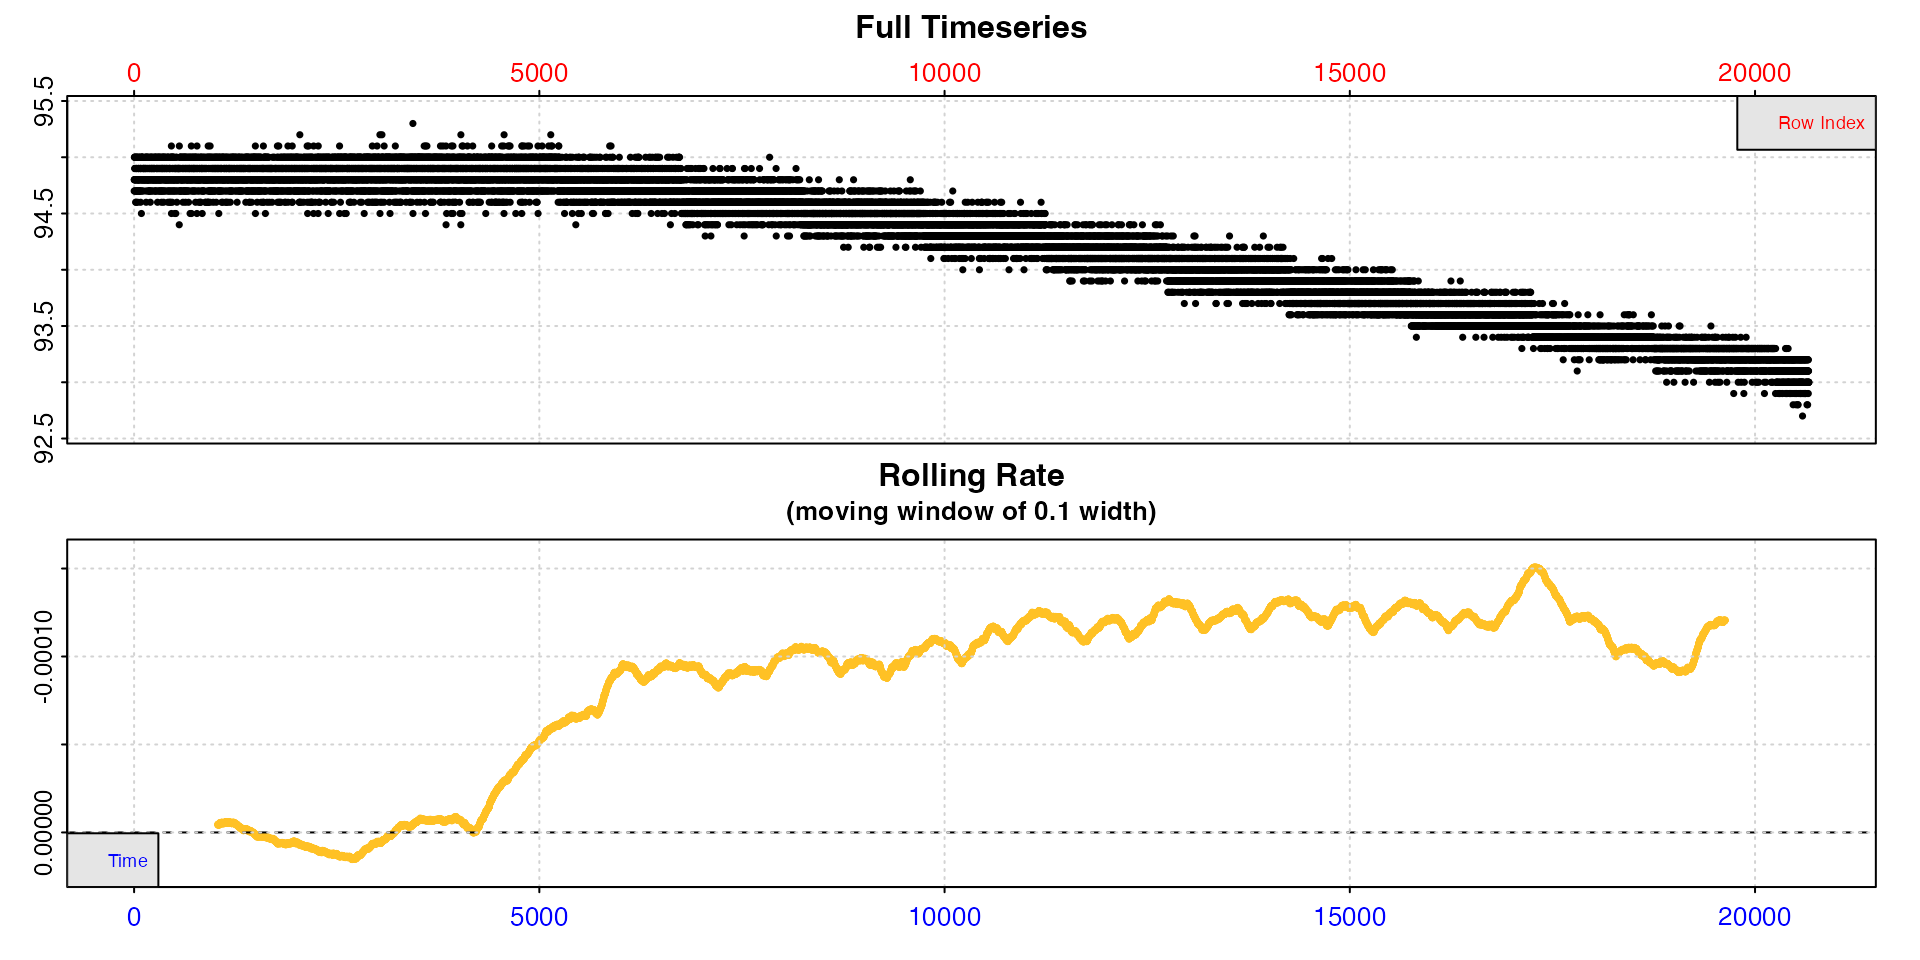 Full Timeseries
0 5000 10000 15000 20000
Row Index
95.5
94.5
93.5
92.5
Rolling Rate
(moving window of 0.1 width)
-0.00010
0.00000
Time
0 5000 10000 15000 20000